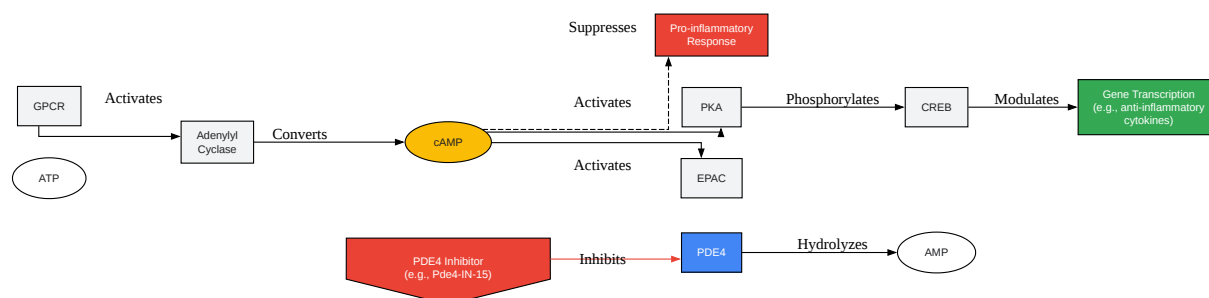 Suppresses
Pro-inflammatory
Response
GPCR
Activates
Activates
PKA
Phosphorylates
CREB
Modulates
Gene Transcription
(e.g., anti-inflammatory
cytokines)
Adenylyl
Cyclase
Converts
cAMP
Activates
EPAC
ATP
PDE4 Inhibitor
(e.g., Pde4-IN-15)
Inhibits
PDE4
Hydrolyzes
AMP